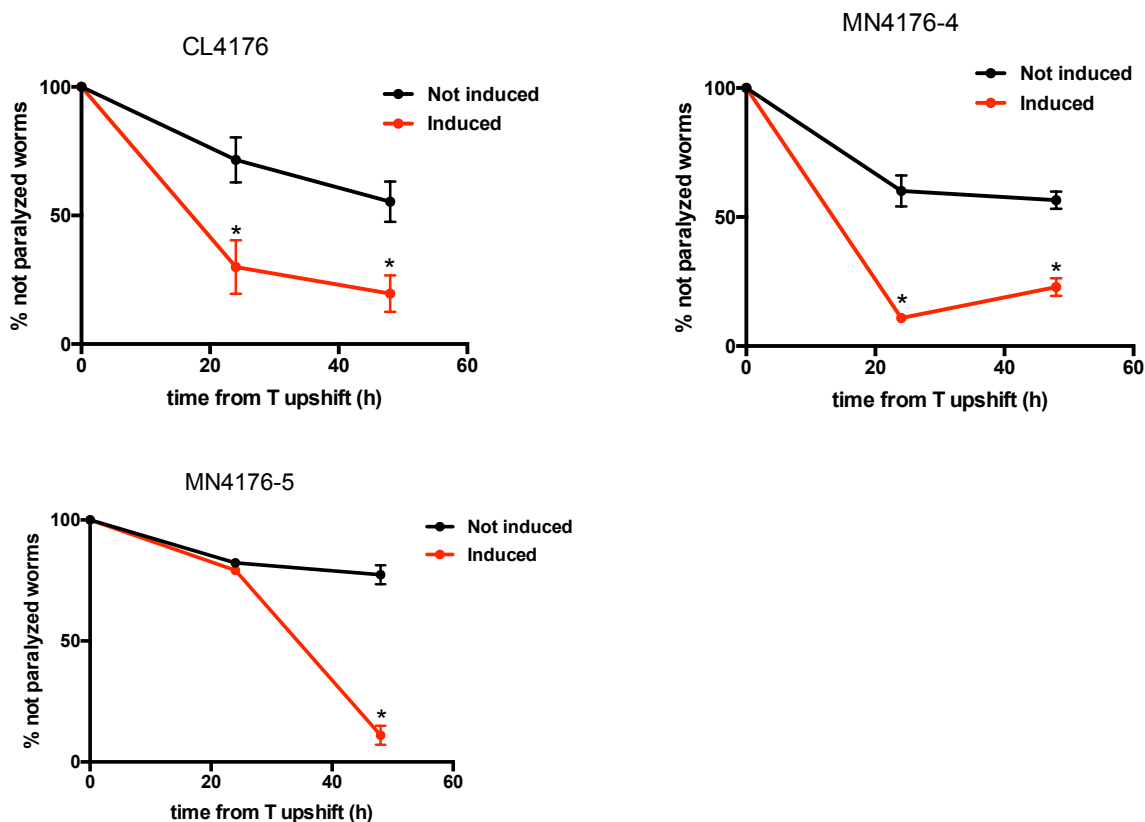 CL4176
Not induced
Induced
% not paralyzed worms
100
50
0
*
*
0
20
40
60
time from T upshift (h)
MN4176-4
Not induced
Induced
% not paralyzed worms
100
50
0
*
*
0
20
40
60
time from T upshift (h)
MN4176-5
Not induced
Induced
% not paralyzed worms
100
50
0
*
0
20
40
60
time from T upshift (h)